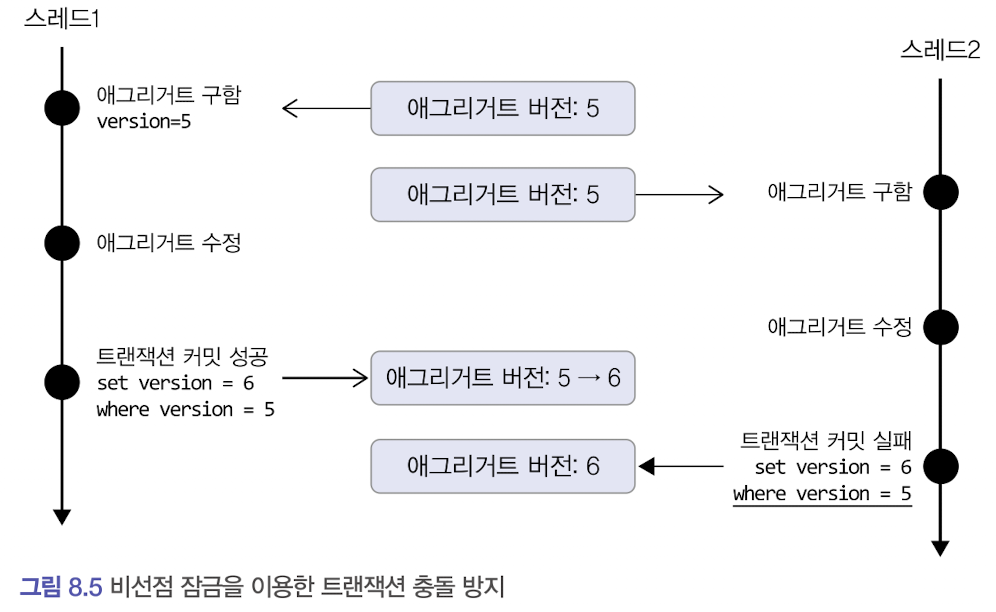 스레드1
스레드2
애그리거트 구함
version=5
애그리거트 버전: 5
애그리거트 버전: 5
애그리거트 구함
애그리거트 수정
애그리거트 수정
트랜잭션 커밋 성공
set version = 6
where version = 5
애그리거트 버전: 5 → 6
애그리거트 버전: 6
트랜잭션 커밋 실패
set version = 6
where version = 5
그림 8.5 비선점 잠금을 이용한 트랜잭션 충돌 방지